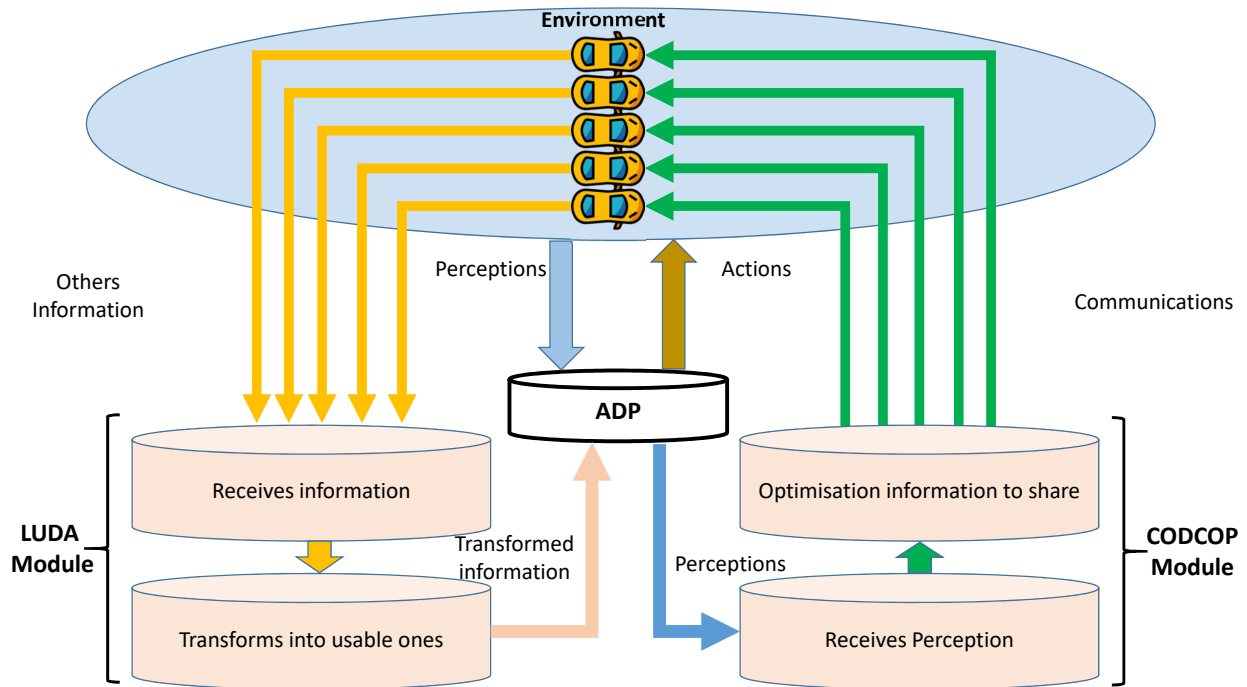 Environment
Others
Information
Perceptions
Actions
Communications
ADP
Receives information
Optimisation information to share
LUDA
Module
Transformed
information
Perceptions
CODCOP
Module
Transforms into usable ones
Receives Perception